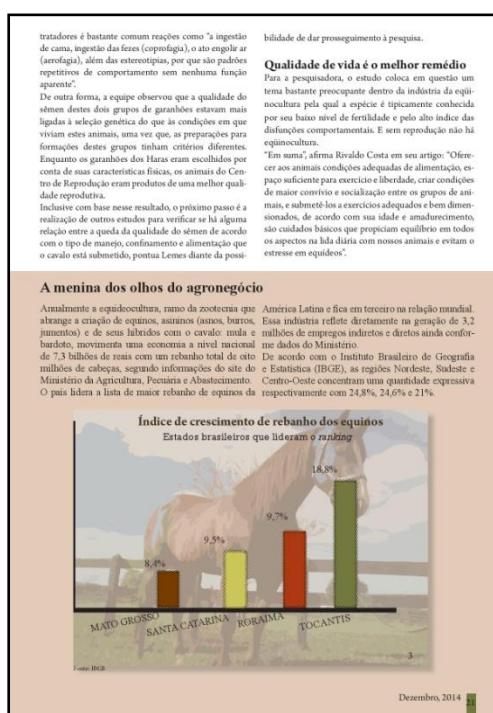 tratadores é bastante comum reações como "a ingestão
de cama, ingestão das fezes (coprofagia), o ato engolir ar
(aerofagia), além das estereotipias, por que são padrões
repetitivos de comportamento sem nenhuma função
aparente".
De outra forma, a equipe observou que a qualidade do
sêmen destes dois grupos de garanhões estavam mais
ligadas à seleção genética do que às condições em que
viviam estes animais, uma vez que, as preparações para
formações destes grupos tinham critérios diferentes.
Enquanto os garanhões dos Haras eram escolhidos por
conta de suas características físicas, os animais do Cen-
tro de Reprodução eram produtos de uma melhor quali-
dade reprodutiva.
Inclusive com base nesse resultado, o próximo passo é a
realização de outros estudos para verificar se há alguma
relação entre a queda da qualidade do sêmen de acordo
com o tipo de manejo, confinamento e alimentação que
o cavalo está submetido, pontua Lemes diante da possi-
bilidade de dar prosseguimento à pesquisa.
Qualidade de vida é o melhor remédio
Para a pesquisadora, o estudo coloca em questão um
tema bastante preocupante dentro da indústria da eqüi-
nocultura pela qual a espécie é tipicamente conhecida
por seu baixo nível de fertilidade e pelo alto índice das
disfunções comportamentais. E sem reprodução não há
eqüinocultura.
"Em suma", afirma Rivaldo Costa em seu artigo: "Ofere-
cer aos animais condições adequadas de alimentação, es-
paço suficiente para exercício e liberdade, criar condições
de maior convívio e socialização entre os grupos de ani-
mais, e submetê-los a exercícios adequados e bem dimen-
sionados, de acordo com sua idade e amadurecimento,
são cuidados básicos que propiciam equilíbrio em todos
os aspectos na lida diária com nossos animais e evitam o
estresse em equídeos".
A menina dos olhos do agronegócio
Anualmente a equideocultura, ramo da zootecnia que
abrange a criação de equinos, asininos (asnos, burros,
jumentos) e de seus híbridos com o cavalo: mula e
bardoto, movimenta uma economia a nível nacional
de 7,3 bilhões de reais com um rebanho total de oito
milhões de cabeças, segundo informações do site do
Ministério da Agricultura, Pecuária e Abastecimento.
O país lidera a lista de maior rebanho de equinos da
América Latina e fica em terceiro na relação mundial.
Essa indústria reflete diretamente na geração de 3,2
milhões de empregos indiretos e diretos ainda confor-
me dados do Ministério.
De acordo com o Instituto Brasileiro de Geografia
e Estatística (IBGE), as regiões Nordeste, Sudeste e
Centro-Oeste concentram uma quantidade expressiva
respectivamente com 24,8%, 24,6% e 21%.
Índice de crescimento de rebanho dos equinos
Estados brasileiros que lideram o ranking
8,4%
9,5%
9,7%
18,8%
MATO GROSSO
SANTA CATARINA
RORAIMA
TOCANTIS
3
Fonte: IBGE
Dezembro, 2014 21